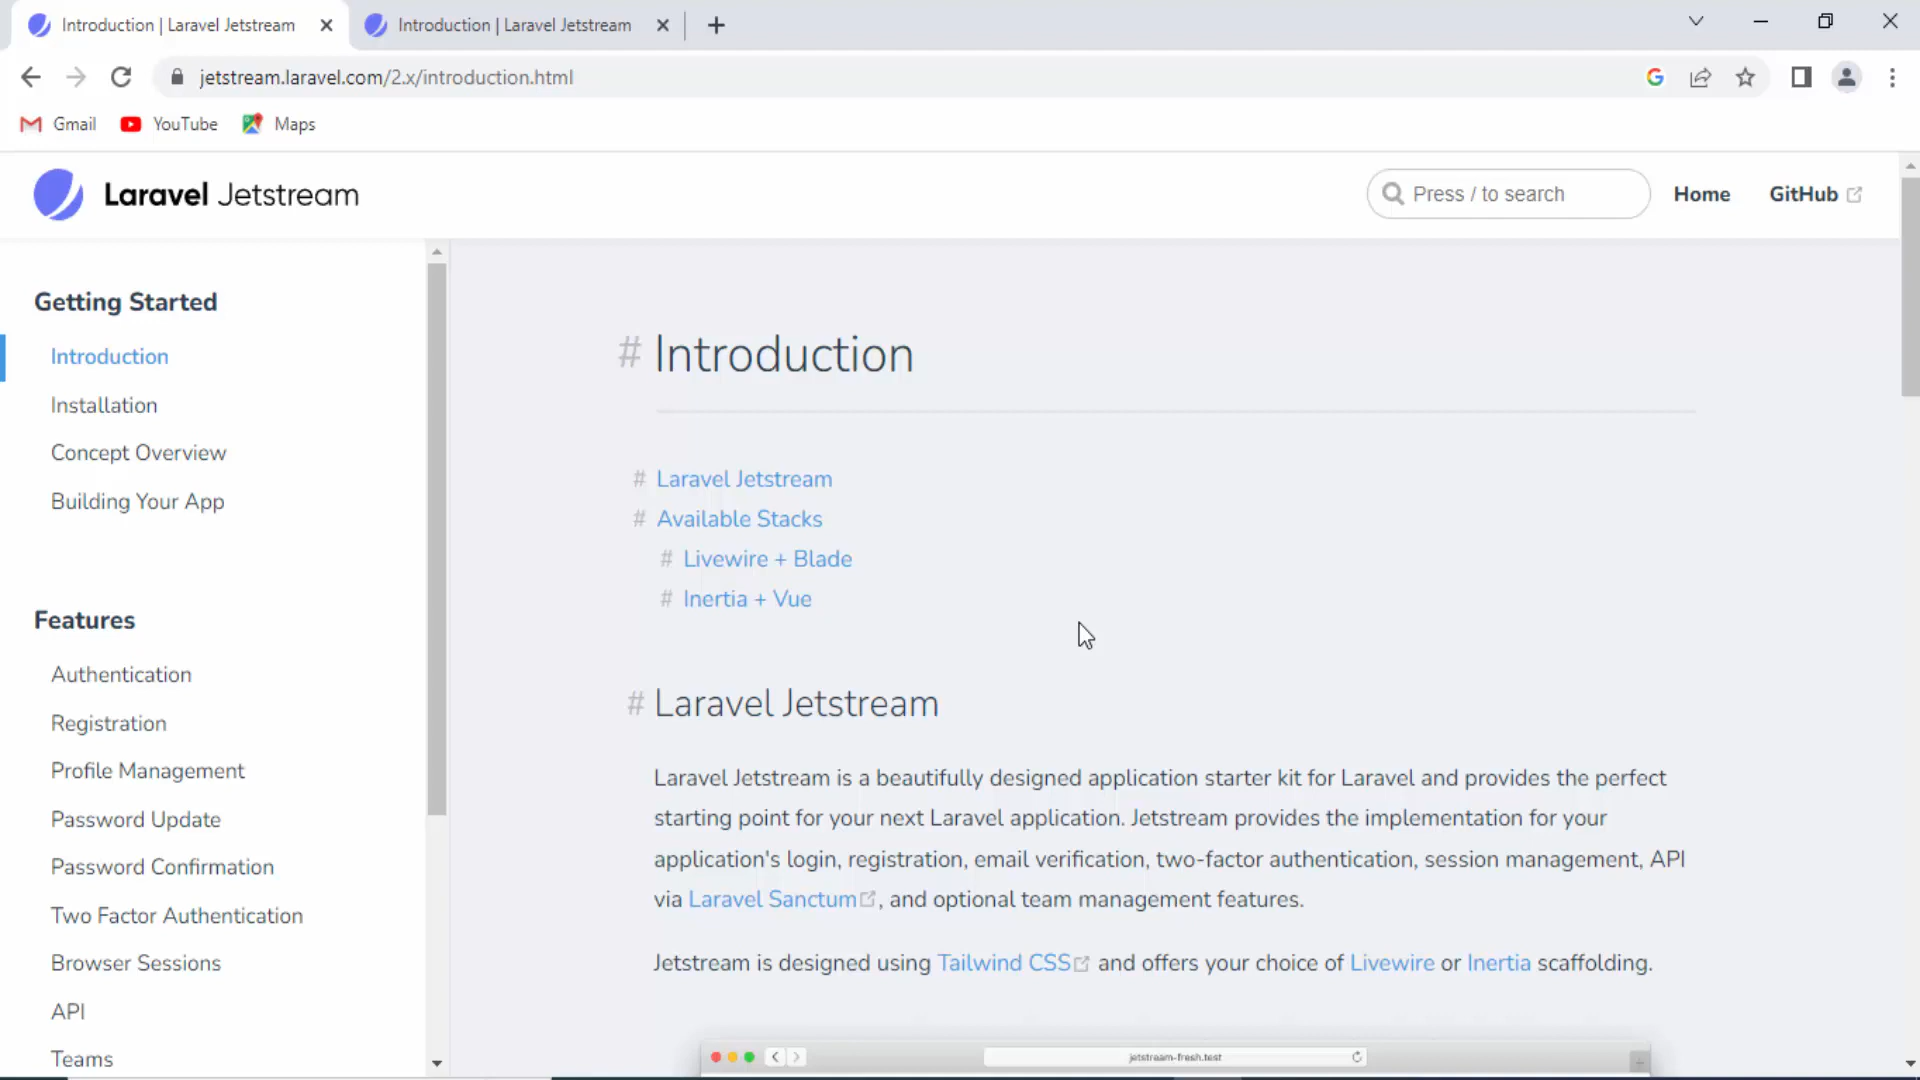 Introduction | Laravel Jetstream
Introduction | Laravel Jetstream
jetstream.laravel.com/2.x/introduction.html
Gmail
YouTube
Maps
Laravel Jetstream
Press / to search
Home
GitHub
Getting Started
Introduction
Installation
Concept Overview
Building Your App
Features
Authentication
Registration
Profile Management
Password Update
Password Confirmation
Two Factor Authentication
Browser Sessions
API
Teams
# Introduction
# Laravel Jetstream
# Available Stacks
# Livewire + Blade
# Inertia + Vue
# Laravel Jetstream
Laravel Jetstream is a beautifully designed application starter kit for Laravel and provides the perfect
starting point for your next Laravel application. Jetstream provides the implementation for your
application's login, registration, email verification, two-factor authentication, session management, API
via Laravel Sanctum, and optional team management features.
Jetstream is designed using Tailwind CSS and offers your choice of Livewire or Inertia scaffolding.
jetstream-fresh.test